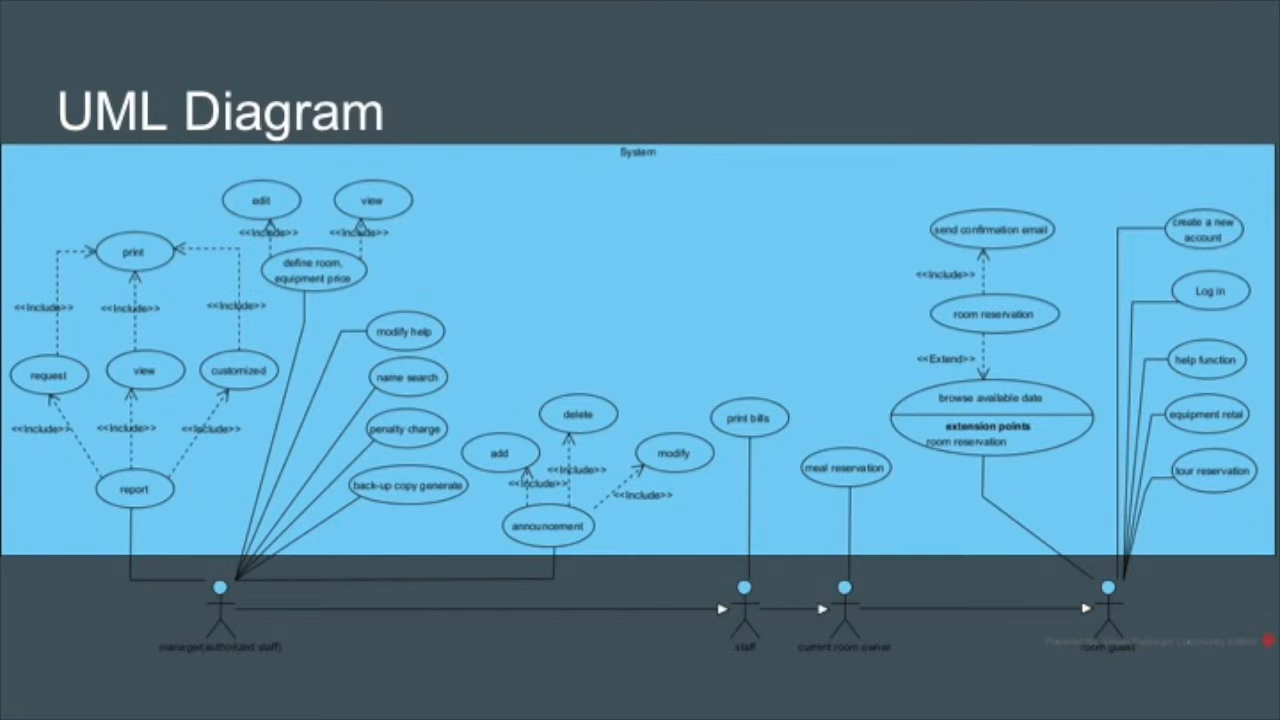 UML Diagram
System
edit
view
<<Include>>
<<Include>>
define room,
equipment price
print
<<Include>>
<<Include>>
<<Include>>
request
view
customized
<<Include>>
<<Include>>
<<Include>>
report
modify help
name search
penalty charge
back-up copy generate
delete
add
modify
<<Include>>
<<Include>>
<<Include>>
announcement
print bills
meal reservation
send confirmation email
<<Include>>
room reservation
<<Extend>>
browse available date
extension points
room reservation
create a new
account
Log in
help function
equipment retal
tour reservation
manager(authorized staff)
staff
current room owner
room guest